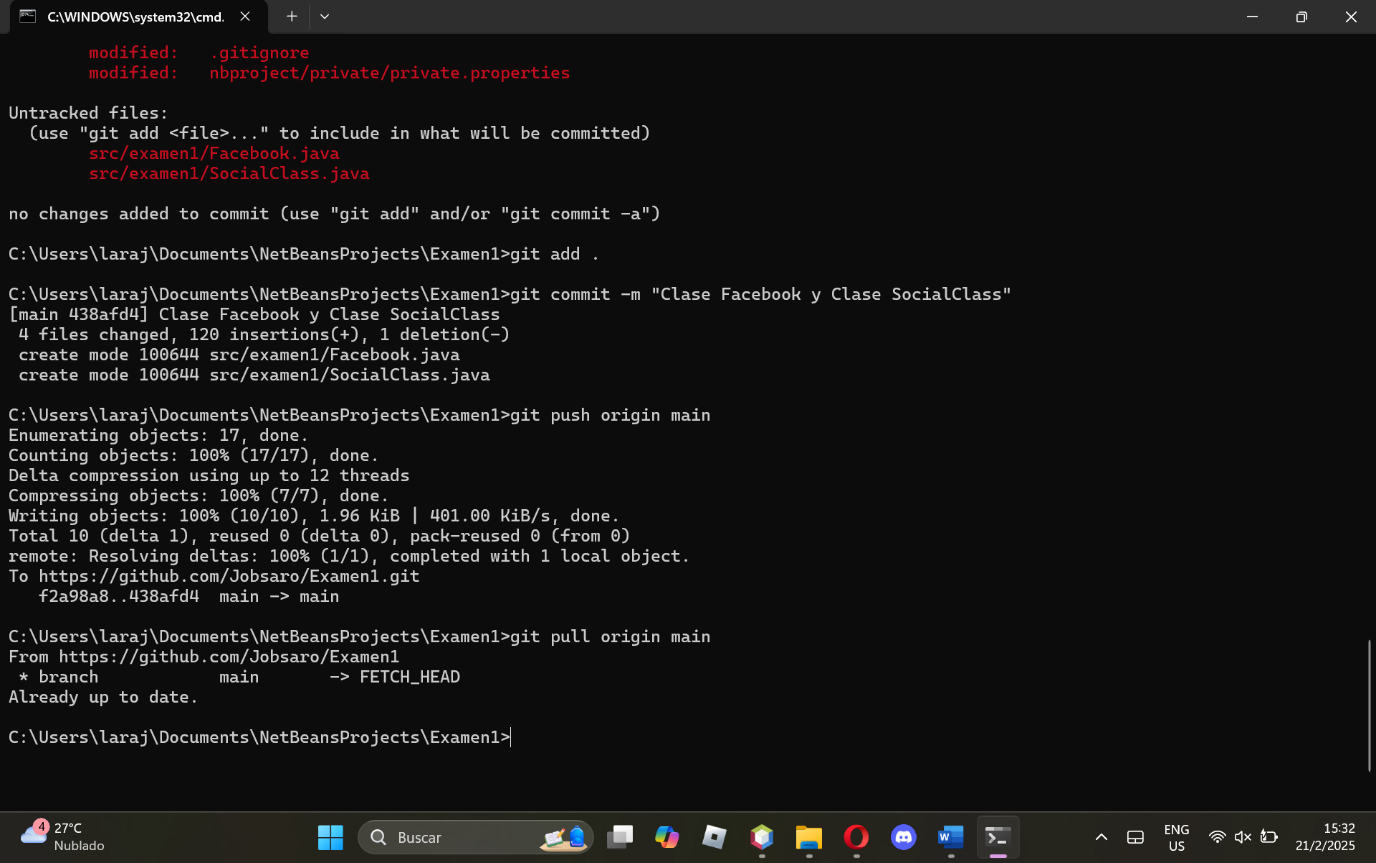 C:\WINDOWS\system32\cmd.
modified:   .gitignore
modified:   nbproject/private/private.properties
Untracked files:
(use "git add <file>..." to include in what will be committed)
src/examen1/Facebook.java
src/examen1/SocialClass.java
no changes added to commit (use "git add" and/or "git commit -a")
C:\Users\laraj\Documents\NetBeansProjects\Examen1>git add .
C:\Users\laraj\Documents\NetBeansProjects\Examen1>git commit -m "Clase Facebook y Clase SocialClass"
[main 438afd4] Clase Facebook y Clase SocialClass
4 files changed, 120 insertions(+), 1 deletion(-)
create mode 100644 src/examen1/Facebook.java
create mode 100644 src/examen1/SocialClass.java
C:\Users\laraj\Documents\NetBeansProjects\Examen1>git push origin main
Enumerating objects: 17, done.
Counting objects: 100% (17/17), done.
Delta compression using up to 12 threads
Compressing objects: 100% (7/7), done.
Writing objects: 100% (10/10), 1.96 KiB | 401.00 KiB/s, done.
Total 10 (delta 1), reused 0 (delta 0), pack-reused 0 (from 0)
remote: Resolving deltas: 100% (1/1), completed with 1 local object.
To https://github.com/Jobsaro/Examen1.git
f2a98a8..438afd4  main -> main
C:\Users\laraj\Documents\NetBeansProjects\Examen1>git pull origin main
From https://github.com/Jobsaro/Examen1
* branch            main       -> FETCH_HEAD
Already up to date.
C:\Users\laraj\Documents\NetBeansProjects\Examen1>
4
27°C
Nublado
Buscar
W
ENG
US
15:32
21/2/2025